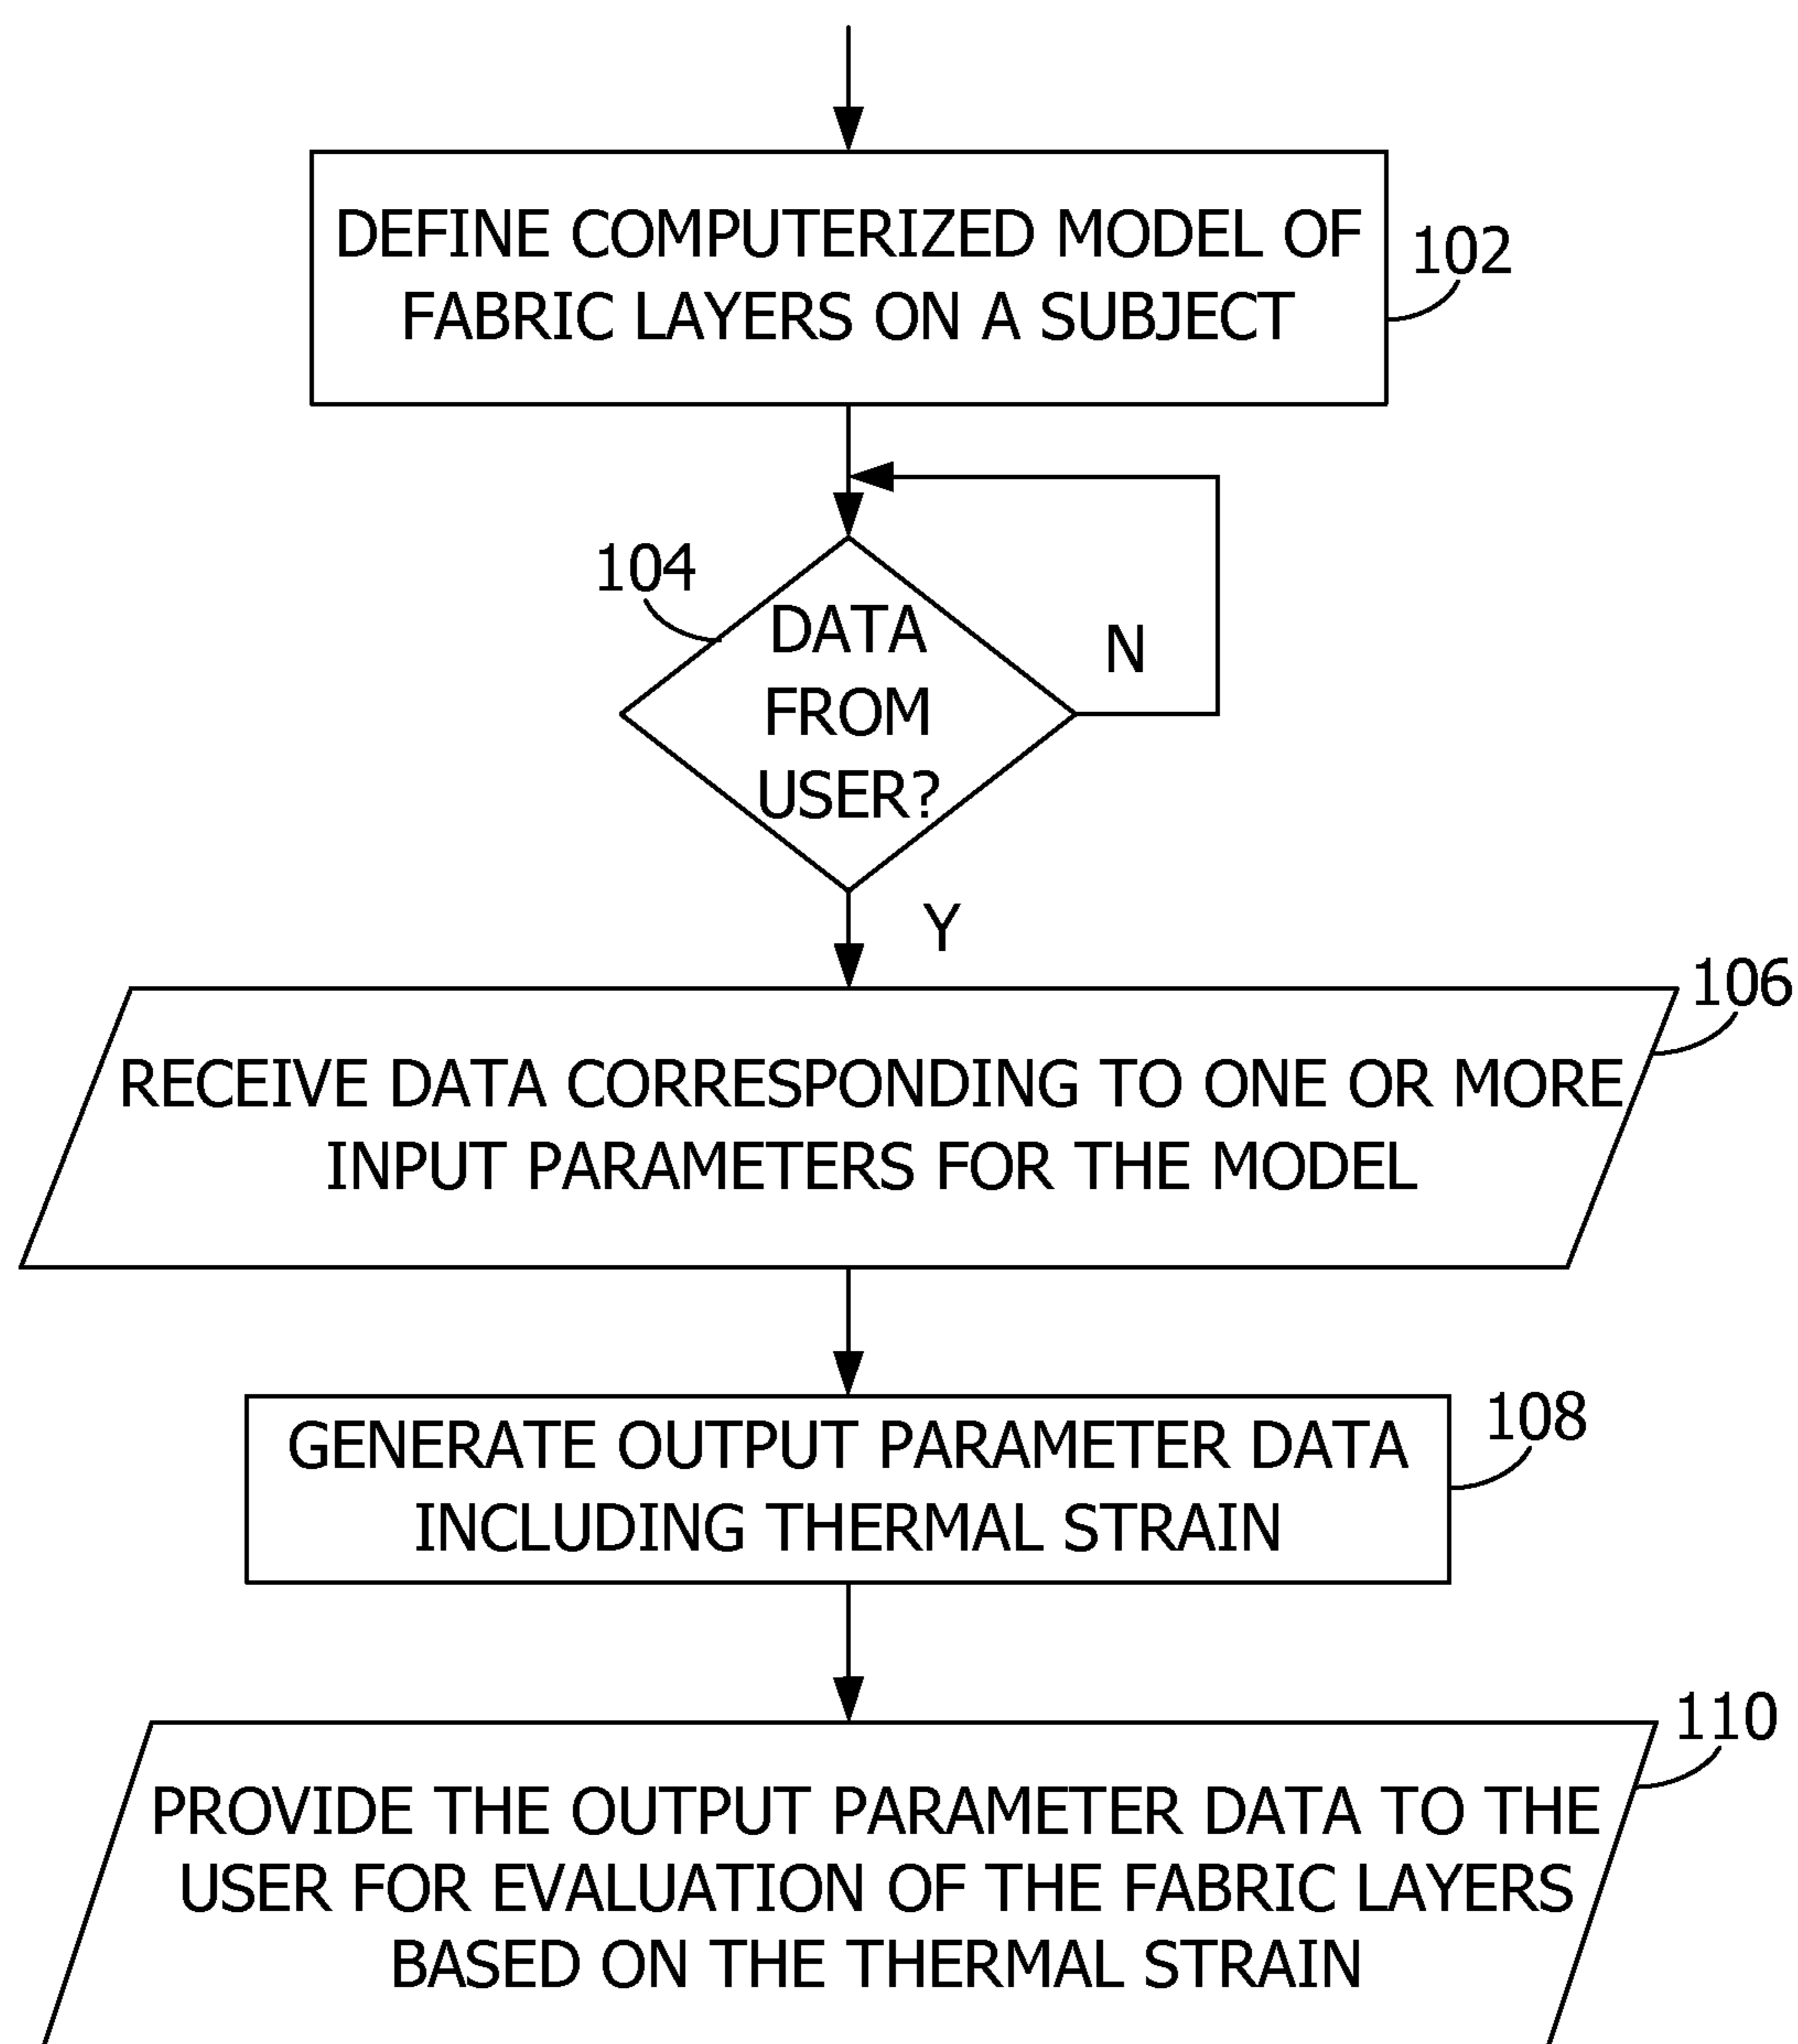 DEFINE COMPUTERIZED MODEL OF
FABRIC LAYERS ON A SUBJECT
102
104
DATA
FROM
USER?
N
Y
106
RECEIVE DATA CORRESPONDING TO ONE OR MORE
INPUT PARAMETERS FOR THE MODEL
108
GENERATE OUTPUT PARAMETER DATA
INCLUDING THERMAL STRAIN
110
PROVIDE THE OUTPUT PARAMETER DATA TO THE
USER FOR EVALUATION OF THE FABRIC LAYERS
BASED ON THE THERMAL STRAIN